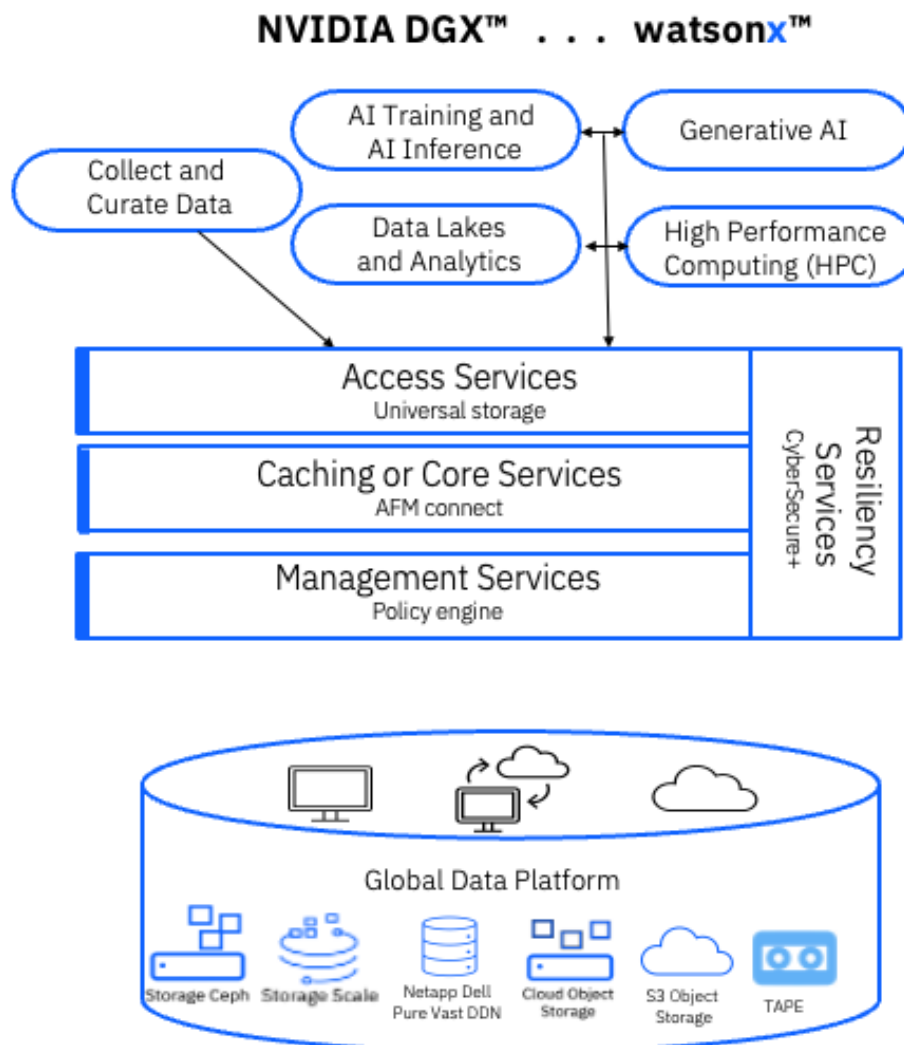 NVIDIA DGX™ . . . watsonx™
AI Training and
AI Inference
Generative AI
Collect and
Curate Data
Data Lakes
and Analytics
High Performance
Computing (HPC)
Access Services
Universal storage
Caching or Core Services
AFM connect
Management Services
Policy engine
Resiliency
Services
CyberSecure+
Global Data Platform
Storage Ceph
Storage Scale
Netapp Dell
Pure Vast DDN
Cloud Object
Storage
S3 Object
Storage
TAPE